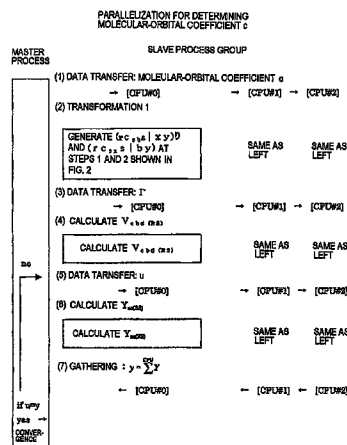 PARALLELIZATION FOR DETERMINING
MOLECULAR-ORBITAL COEFFICIENT c
MASTER
PROCESS
SLAVE PROCESS GROUP
(1) DATA TRANSFER: MOLEULAR-ORBITAL COEFFICIENT c
→ [CPU#0] → [CPU#1] → [CPU#2]
(2) TRANSFORMATION 1
GENERATE
AND
STEPS 1 AND 2 SHOWN IN
FIG. 2
SAME AS
LEFT
SAME AS
LEFT
(3) DATA TRANSFER: Γ
→ [CPU#0] → [CPU#1] → [CPU#2]
(4) CALCULATE
CALCULATE
SAME AS
LEFT
SAME AS
LEFT
no
(5) DATA TARNSFER: u
→ [CPU#0] → [CPU#1] → [CPU#2]
(6) CALCULATE
CALCULATE
SAME AS
LEFT
SAME AS
LEFT
(7) GATHERING : y = ∑ Y
← [CPU#0] ← [CPU#1] ← [CPU#2]
if u=y
yes →
CONVER-
GENCE